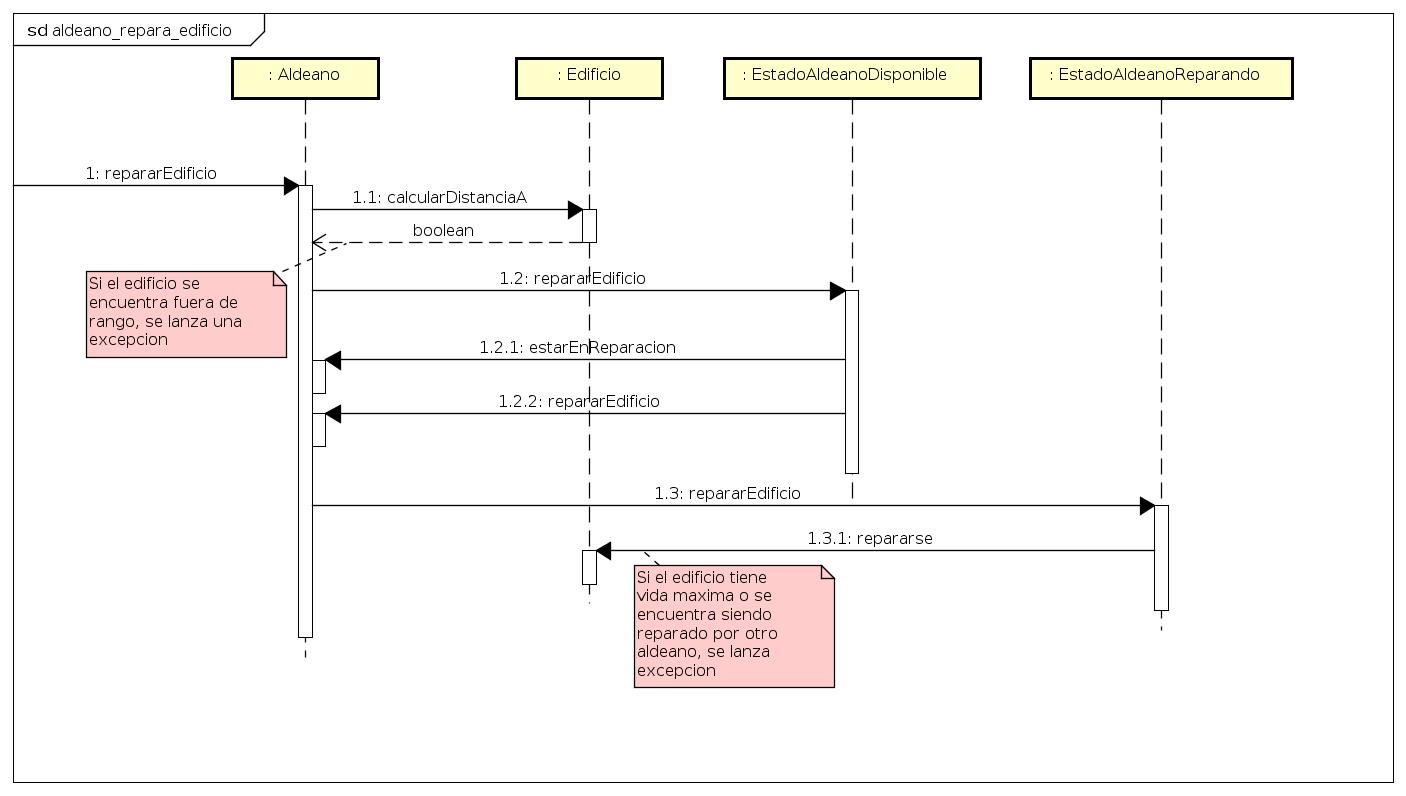 sd aldeano_repara_edificio
: Aldeano
: Edificio
: EstadoAldeanoDisponible
: EstadoAldeanoReparando
1: repararEdificio
1.1: calcularDistanciaA
boolean
Si el edificio se
encuentra fuera de
rango, se lanza una
excepcion
1.2: repararEdificio
1.2.1: estarEnReparacion
1.2.2: repararEdificio
1.3: repararEdificio
1.3.1: repararse
Si el edificio tiene
vida maxima o se
encuentra siendo
reparado por otro
aldeano, se lanza
excepcion